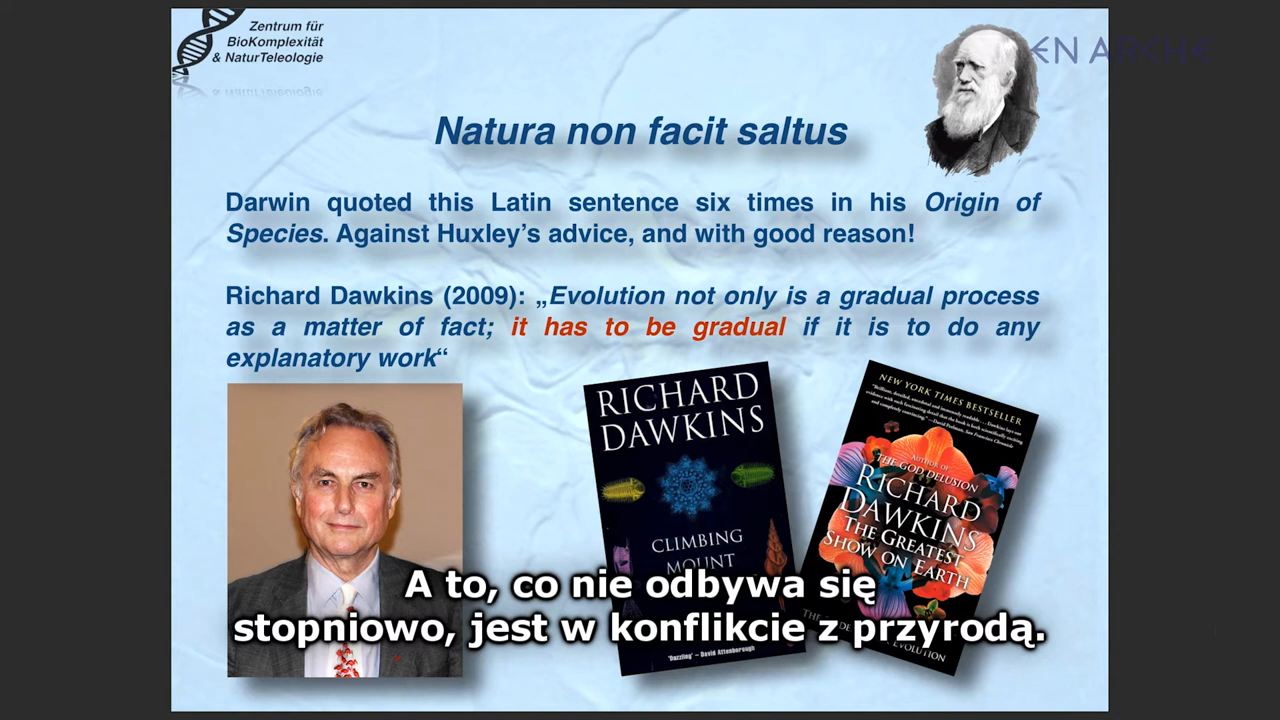 Zentrum für
BioKomplexität
& NaturTeleologie
EN ARCHE
Natura non facit saltus
Darwin quoted this Latin sentence six times in his Origin of
Species. Against Huxley's advice, and with good reason!
Richard Dawkins (2009): „Evolution not only is a gradual process
as a matter of fact; it has to be gradual if it is to do any
explanatory work“
RICHARD
DAWKINS
CLIMBING
MOUNT
'Dazzling' – David Attenborough
NEW YORK TIMES BESTSELLER
AUTHOR OF
THE GOD DELUSION
RICHARD
DAWKINS
THE GREATEST
SHOW ON EARTH
EVOLUTION
A to, co nie odbywa się
stopniowo, jest w konflikcie z przyrodą.